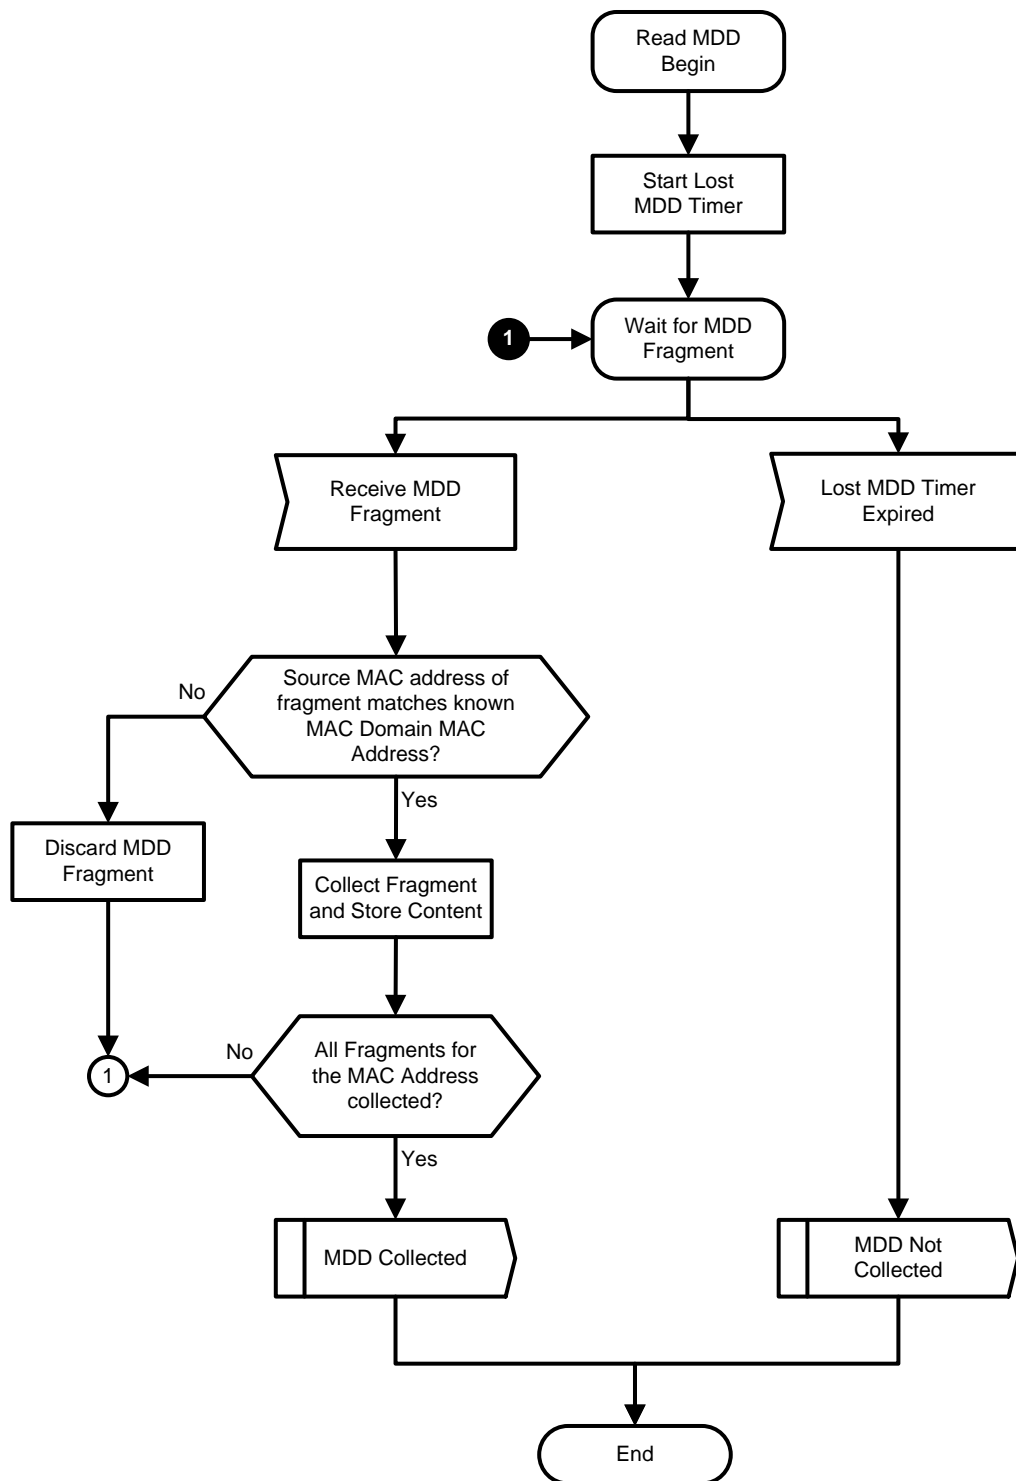 Read MDD
Begin
Start Lost
MDD Timer
1
Wait for MDD
Fragment
Receive MDD
Fragment
Lost MDD Timer
Expired
No
Source MAC address of
fragment matches known
MAC Domain MAC
Address?
Yes
Discard MDD
Fragment
Collect Fragment
and Store Content
1
No
All Fragments for
the MAC Address
collected?
Yes
MDD Collected
MDD Not
Collected
End